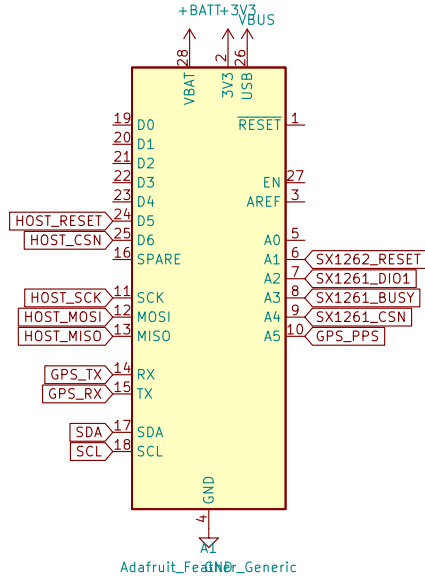 +BATT
+3V3
VBUS
28
2
26
VBAT
3V3
USB
19 D0
RESET 1
20 D1
21 D2
22 D3
EN 27
23 D4
AREF 3
HOST_RESET 24 D5
HOST_CSN 25 D6
A0 5
16 SPARE
A1 6 SX1262_RESET
A2 7 SX1261_DIO1
HOST_SCK 11 SCK
A3 8 SX1261_BUSY
HOST_MOSI 12 MOSI
A4 9 SX1261_CSN
HOST_MISO 13 MISO
A5 10 GPS_PPS
GPS_TX 14 RX
GPS_RX 15 TX
SDA 17 SDA
SCL 18 SCL
GND
4
A1
GND
Adafruit_Feather_Generic